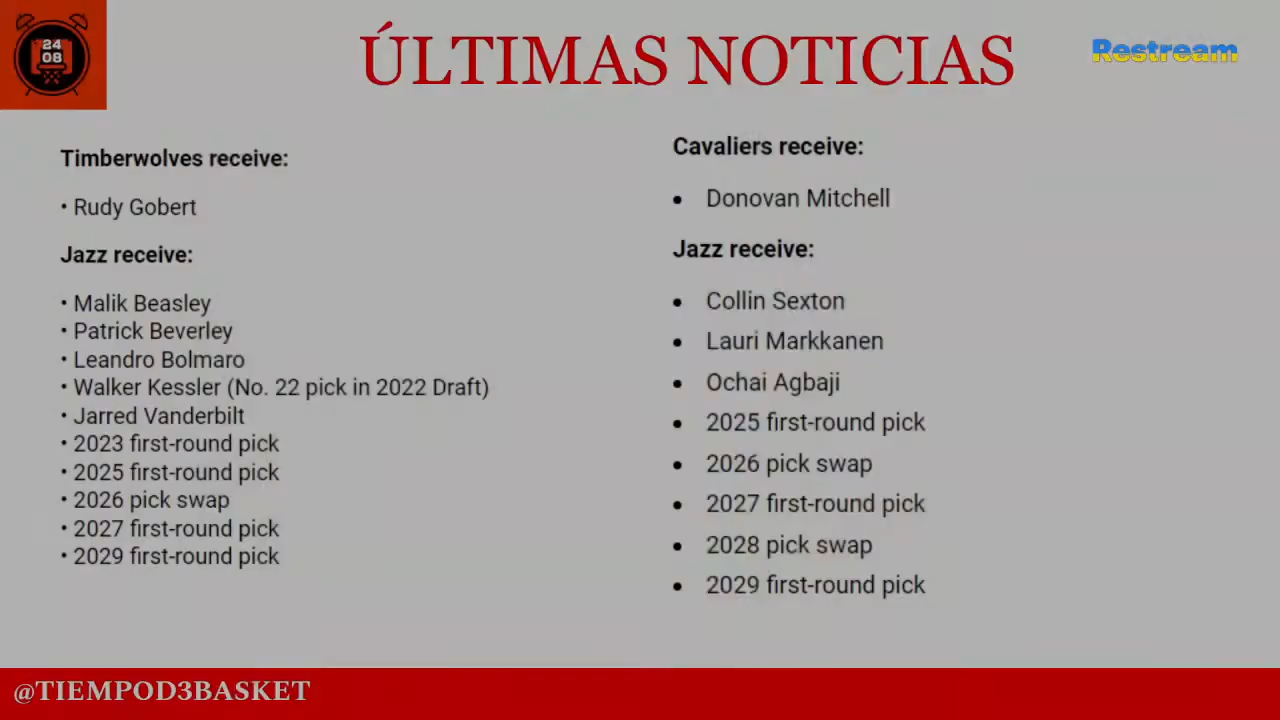 24
08
ÚLTIMAS NOTICIAS
Restream
Timberwolves receive:
• Rudy Gobert
Jazz receive:
• Malik Beasley
• Patrick Beverley
• Leandro Bolmaro
• Walker Kessler (No. 22 pick in 2022 Draft)
• Jarred Vanderbilt
• 2023 first-round pick
• 2025 first-round pick
• 2026 pick swap
• 2027 first-round pick
• 2029 first-round pick
Cavaliers receive:
• Donovan Mitchell
Jazz receive:
• Collin Sexton
• Lauri Markkanen
• Ochai Agbaji
• 2025 first-round pick
• 2026 pick swap
• 2027 first-round pick
• 2028 pick swap
• 2029 first-round pick
@TIEMPOD3BASKET